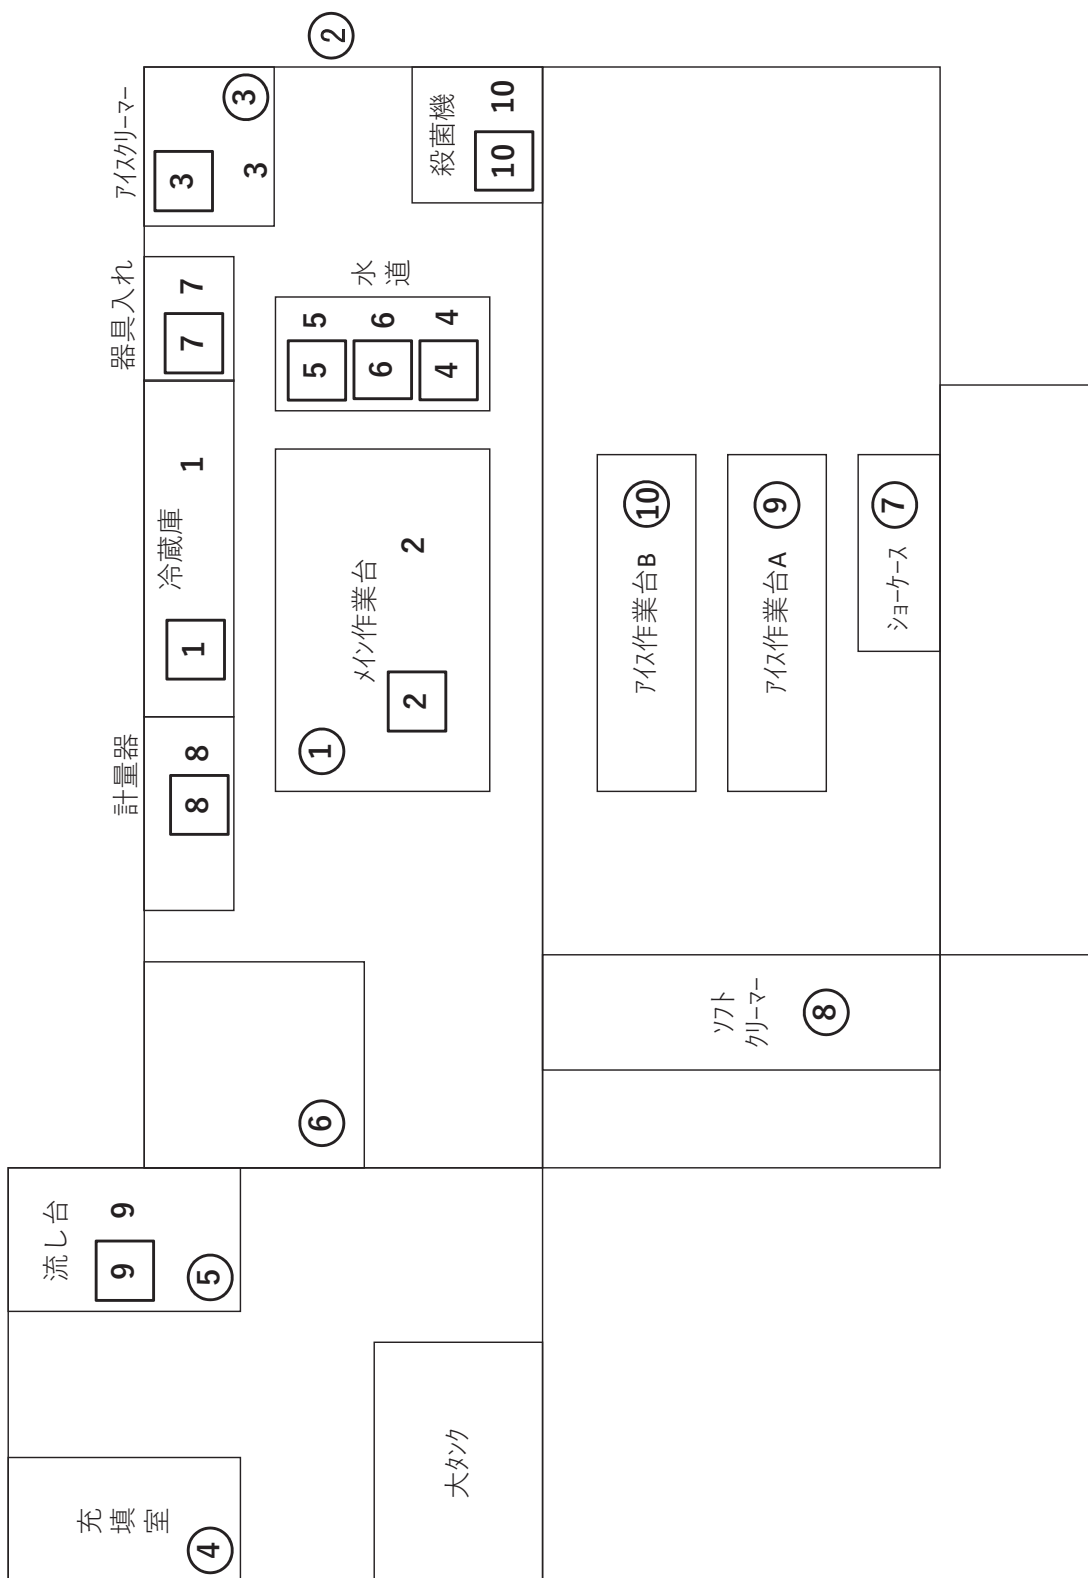 充
填
室
④
大タンク
流し台
9
9
⑤
⑥
計量器
8
8
冷蔵庫
1
1
器具入れ
7
7
アイスクリーマー
3
3
③
②
①
メイン作業台
2
2
水
道
5
5
6
6
4
4
殺菌機
10
10
ソフト
クリーマー
⑧
アイス作業台B
⑩
アイス作業台A
⑨
ショーケース
⑦